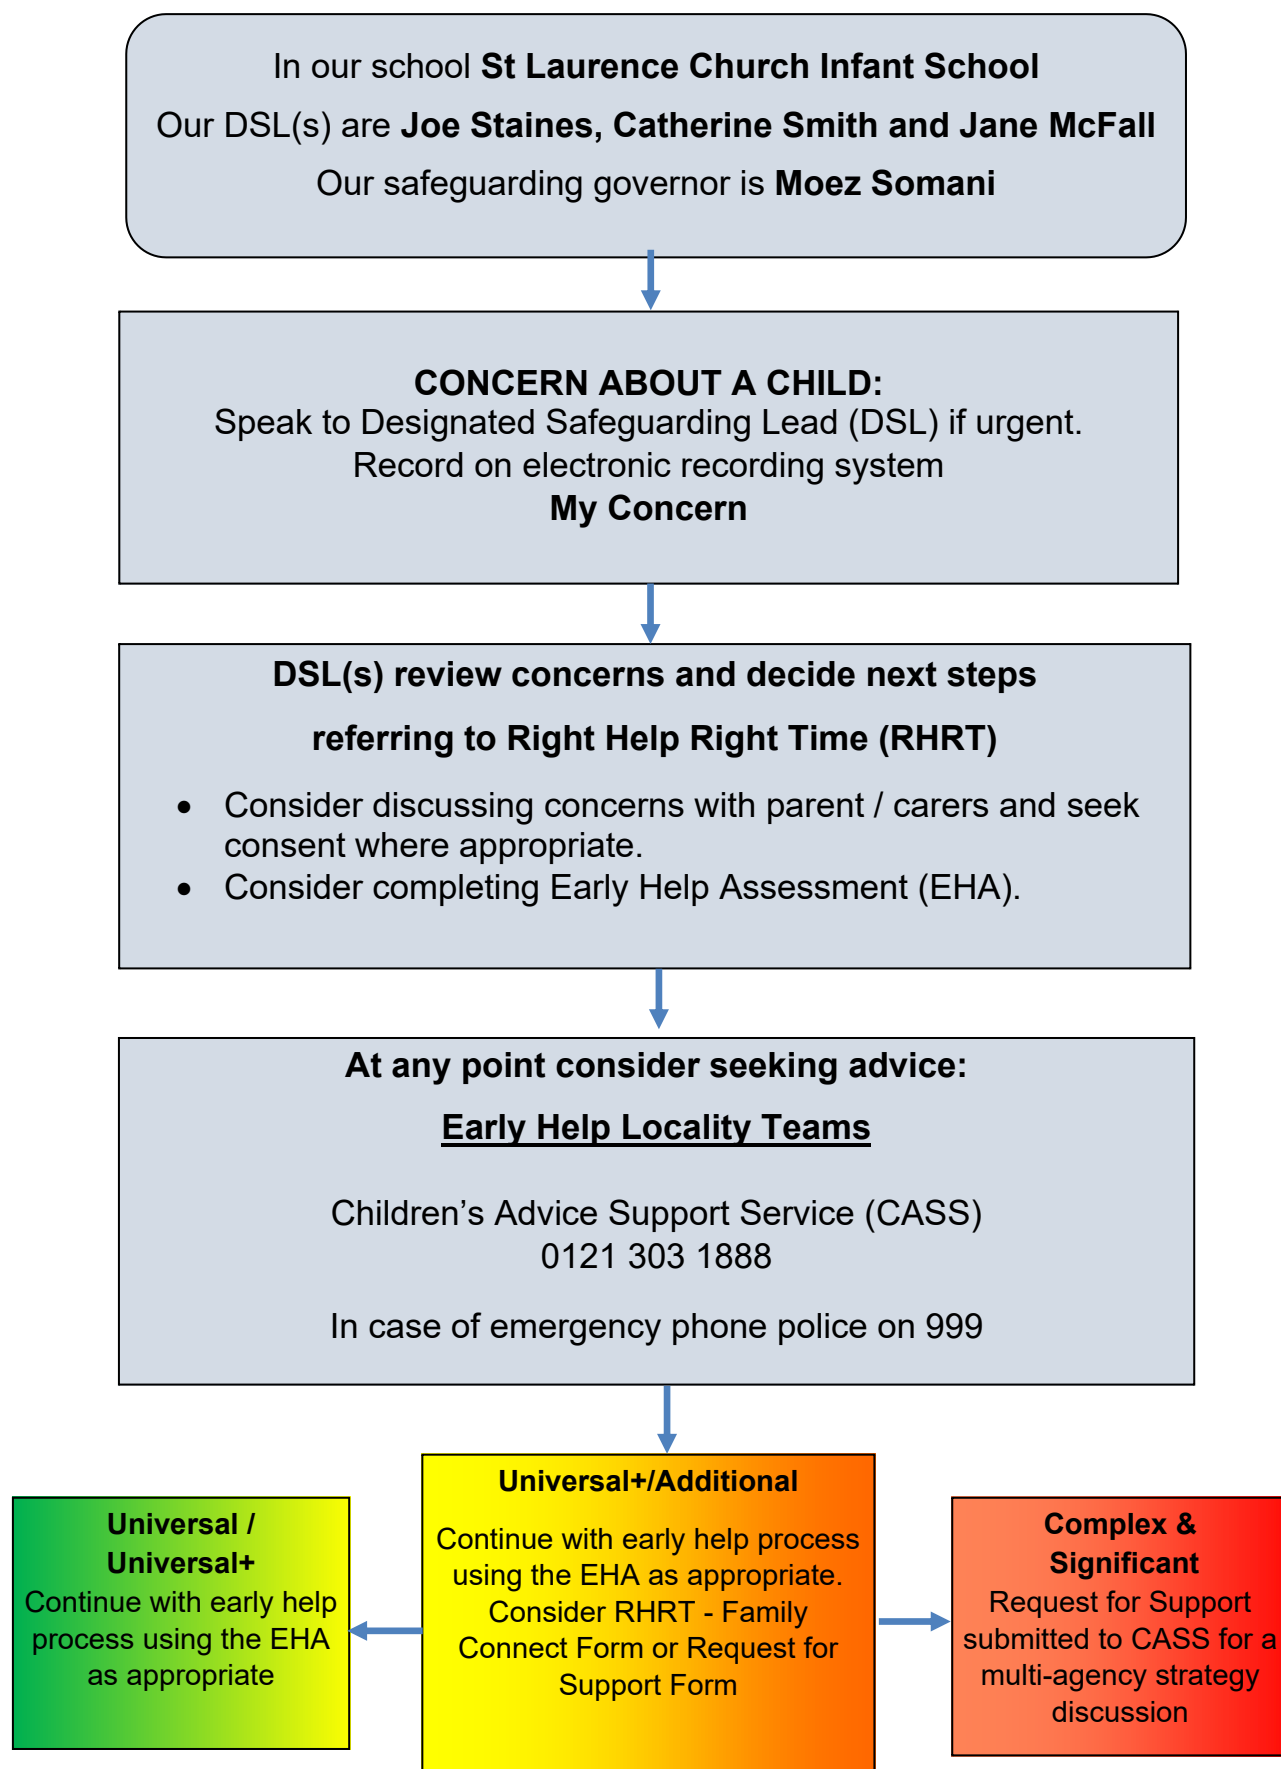 In our school St Laurence Church Infant School
Our DSL(s) are Joe Staines, Catherine Smith and Jane McFall
Our safeguarding governor is Moez Somani
CONCERN ABOUT A CHILD:
Speak to Designated Safeguarding Lead (DSL) if urgent.
Record on electronic recording system
My Concern
DSL(s) review concerns and decide next steps
referring to Right Help Right Time (RHRT)
• Consider discussing concerns with parent / carers and seek
consent where appropriate.
• Consider completing Early Help Assessment (EHA).
At any point consider seeking advice:
Early Help Locality Teams
Children’s Advice Support Service (CASS)
0121 303 1888
In case of emergency phone police on 999
Universal /
Universal+
Continue with early help
process using the EHA
as appropriate
Universal+/Additional
Continue with early help process
using the EHA as appropriate.
Consider RHRT - Family
Connect Form or Request for
Support Form
Complex &
Significant
Request for Support
submitted to CASS for a
multi-agency strategy
discussion